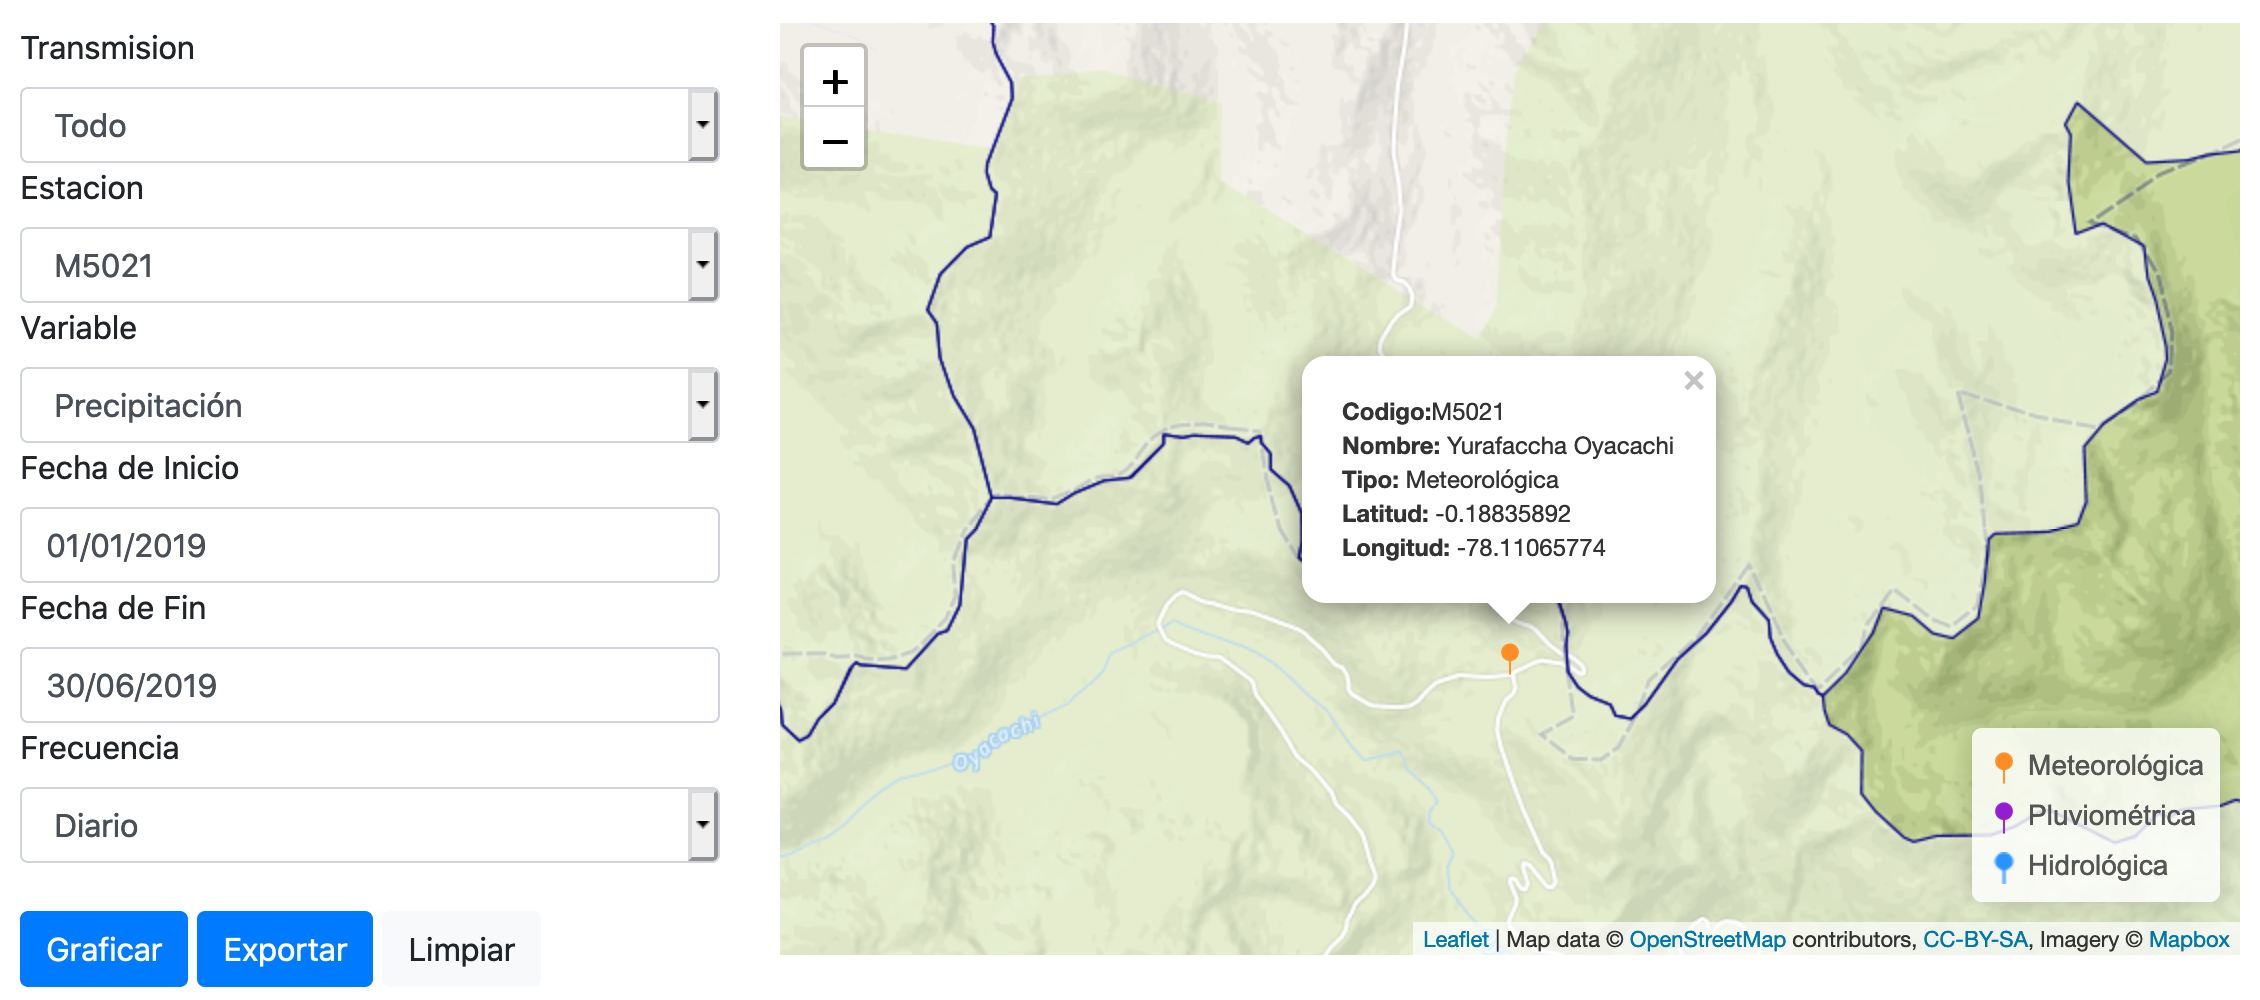 Transmision
Todo
Estacion
M5021
Variable
Precipitación
Fecha de Inicio
01/01/2019
Fecha de Fin
30/06/2019
Frecuencia
Diario
Graficar Exportar Limpiar
+
−
Codigo:M5021
Nombre: Yurafaccha Oyacachi
Tipo: Meteorológica
Latitud: -0.18835892
Longitud: -78.11065774
×
Oyacachi
Meteorológica
Pluviométrica
Hidrológica
Leaflet | Map data © OpenStreetMap contributors, CC-BY-SA, Imagery © Mapbox